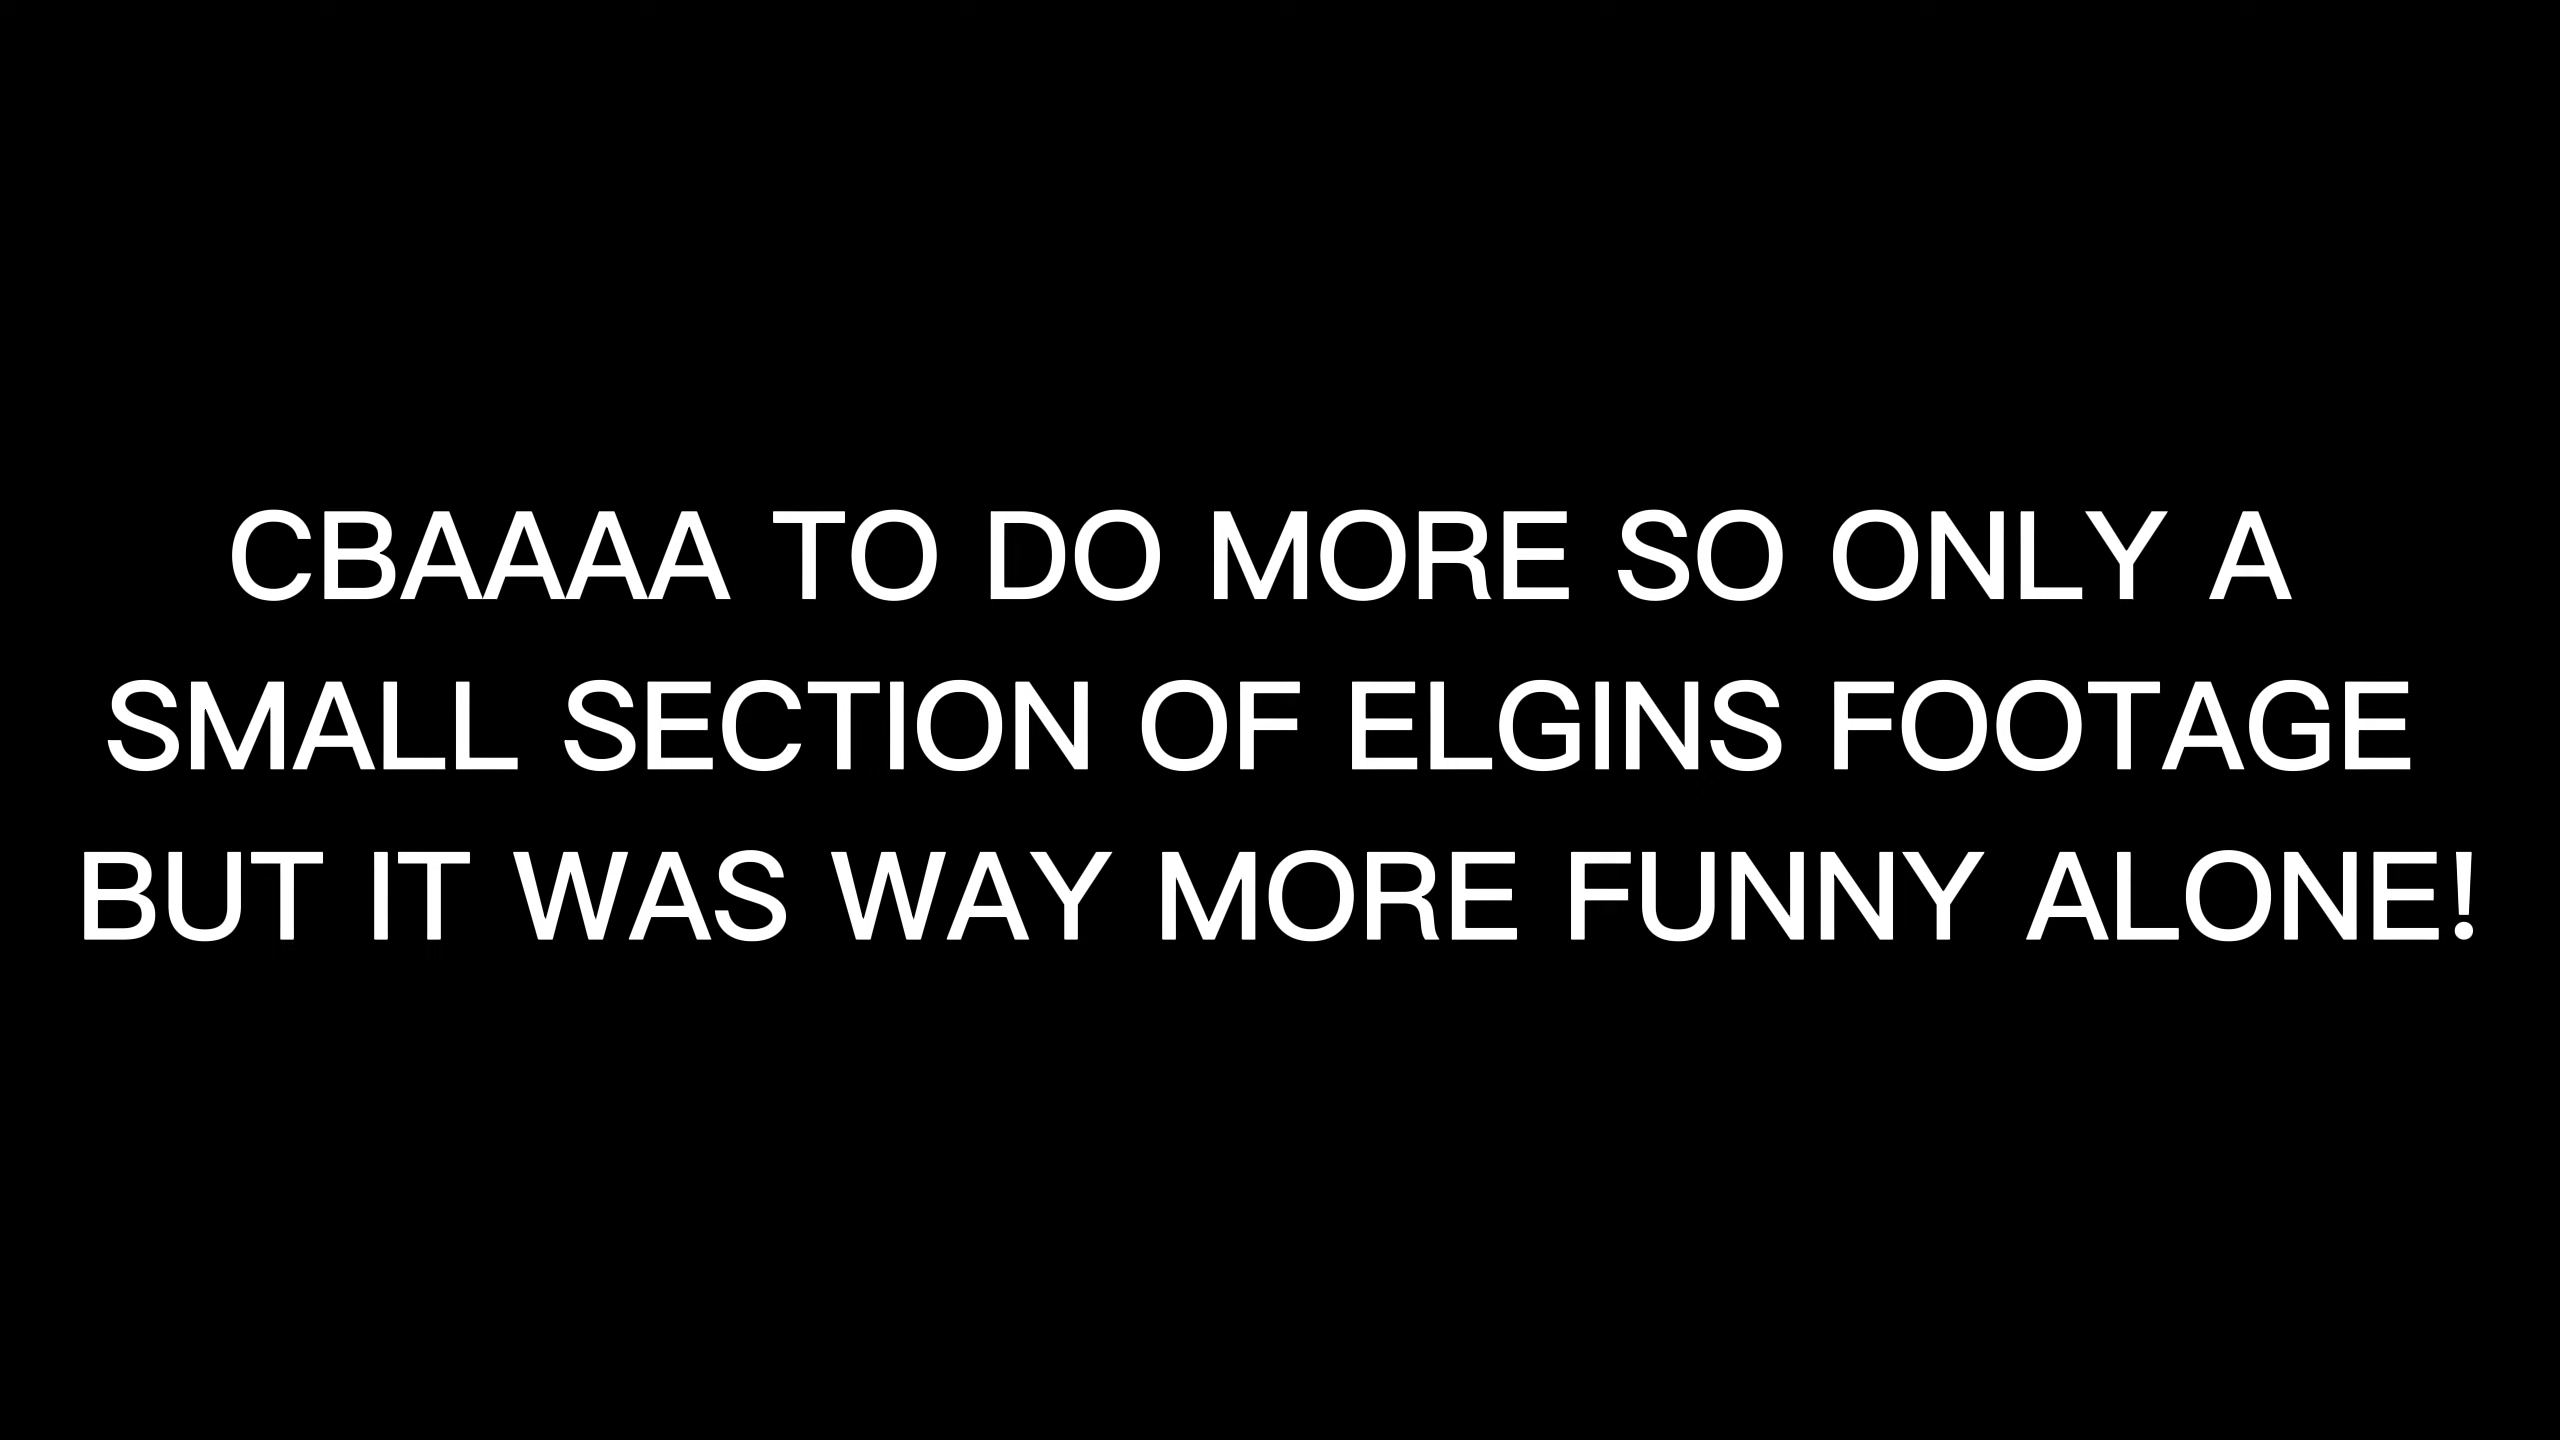 CBAAAA TO DO MORE SO ONLY A
SMALL SECTION OF ELGINS FOOTAGE
BUT IT WAS WAY MORE FUNNY ALONE!